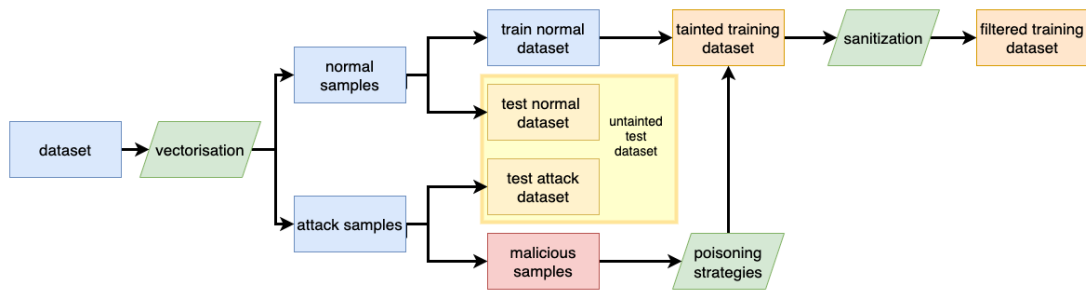 dataset
vectorisation
normal
samples
attack samples
train normal
dataset
test normal
dataset
test attack
dataset
untainted
test
dataset
malicious
samples
tainted training
dataset
poisoning
strategies
sanitization
filtered training
dataset